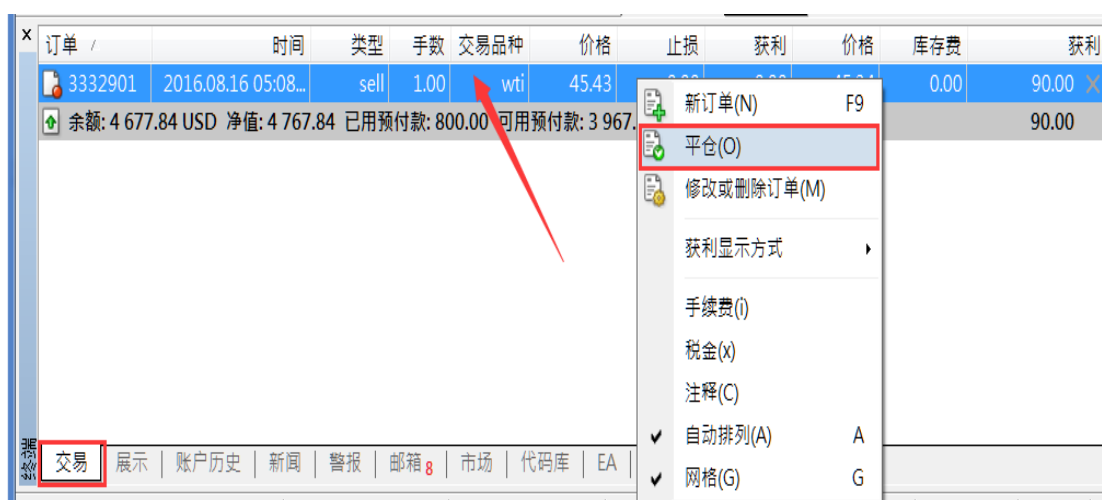 x 订单 / 时间 类型 手数 交易品种 价格 止损 获利 价格 库存费 获利
3332901 2016.08.16 05:08... sell 1.00 wti 45.43 0.00 90.00 ×
余额: 4 677.84 USD 净值: 4 767.84 已用预付款: 800.00 可用预付款: 3 967. 90.00
新订单(N) F9
平仓(O)
修改或删除订单(M)
获利显示方式
手续费(i)
税金(x)
注释(C)
自动排列(A) A
网格(G) G
终端
交易 | 展示 | 账户历史 | 新闻 | 警报 | 邮箱 8 | 市场 | 代码库 | EA |